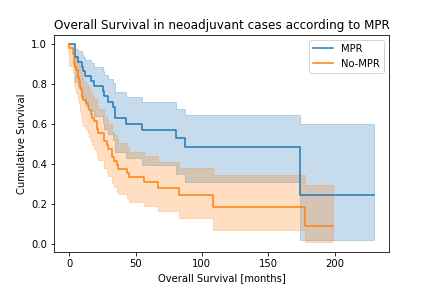 Overall Survival in neoadjuvant cases according to MPR
1.0
0.8
0.6
0.4
0.2
0.0
Cumulative Survival
MPR
No-MPR
0 50 100 150 200
Overall Survival [months]